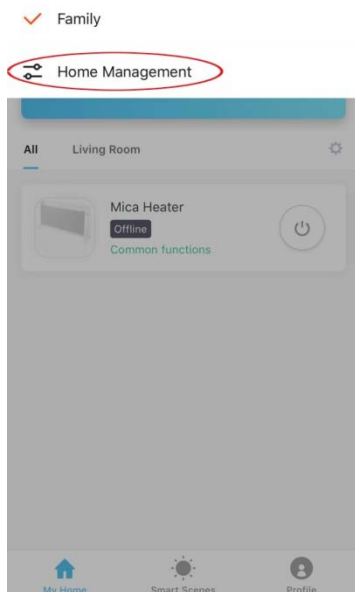 Family
Home Management
All Living Room
Mica Heater
Offline
Common functions
My Home Smart Scenes Profile